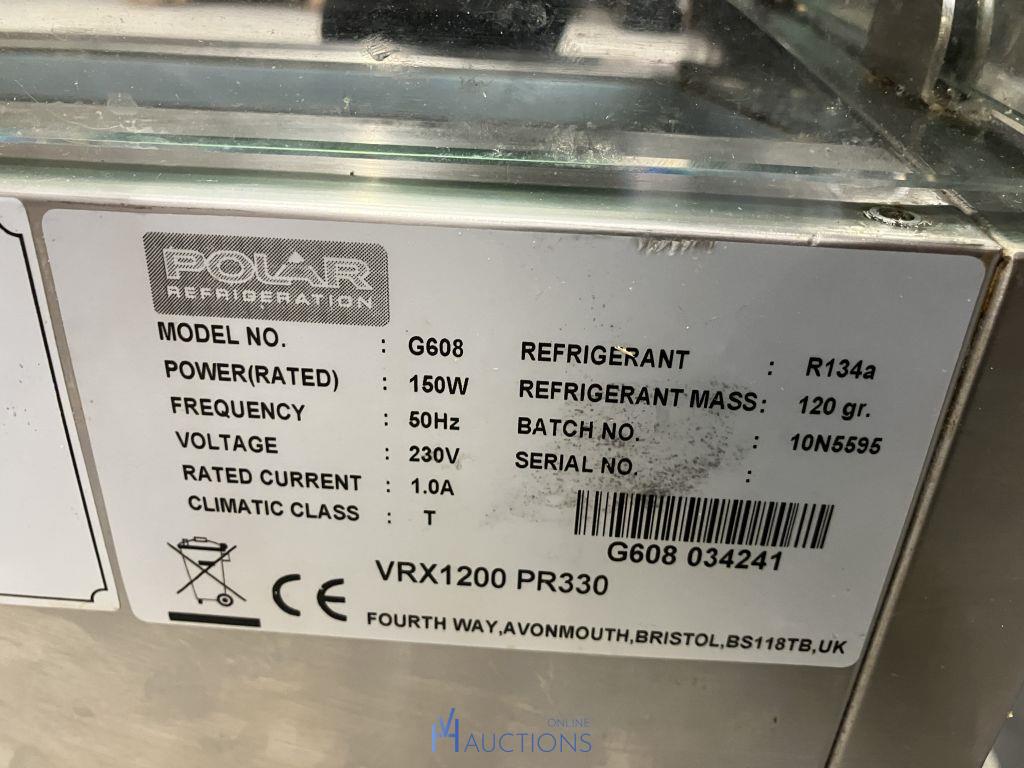 POLAR
REFRIGERATION
MODEL NO. : G608
POWER(RATED) : 150W
FREQUENCY : 50Hz
VOLTAGE : 230V
RATED CURRENT : 1.0A
CLIMATIC CLASS : T
REFRIGERANT : R134a
REFRIGERANT MASS: 120 gr.
BATCH NO. : 10N5595
SERIAL NO. :
G608 034241
CE
VRX1200 PR330
FOURTH WAY,AVONMOUTH,BRISTOL,BS118TB,UK
ONLINE
AUCTIONS